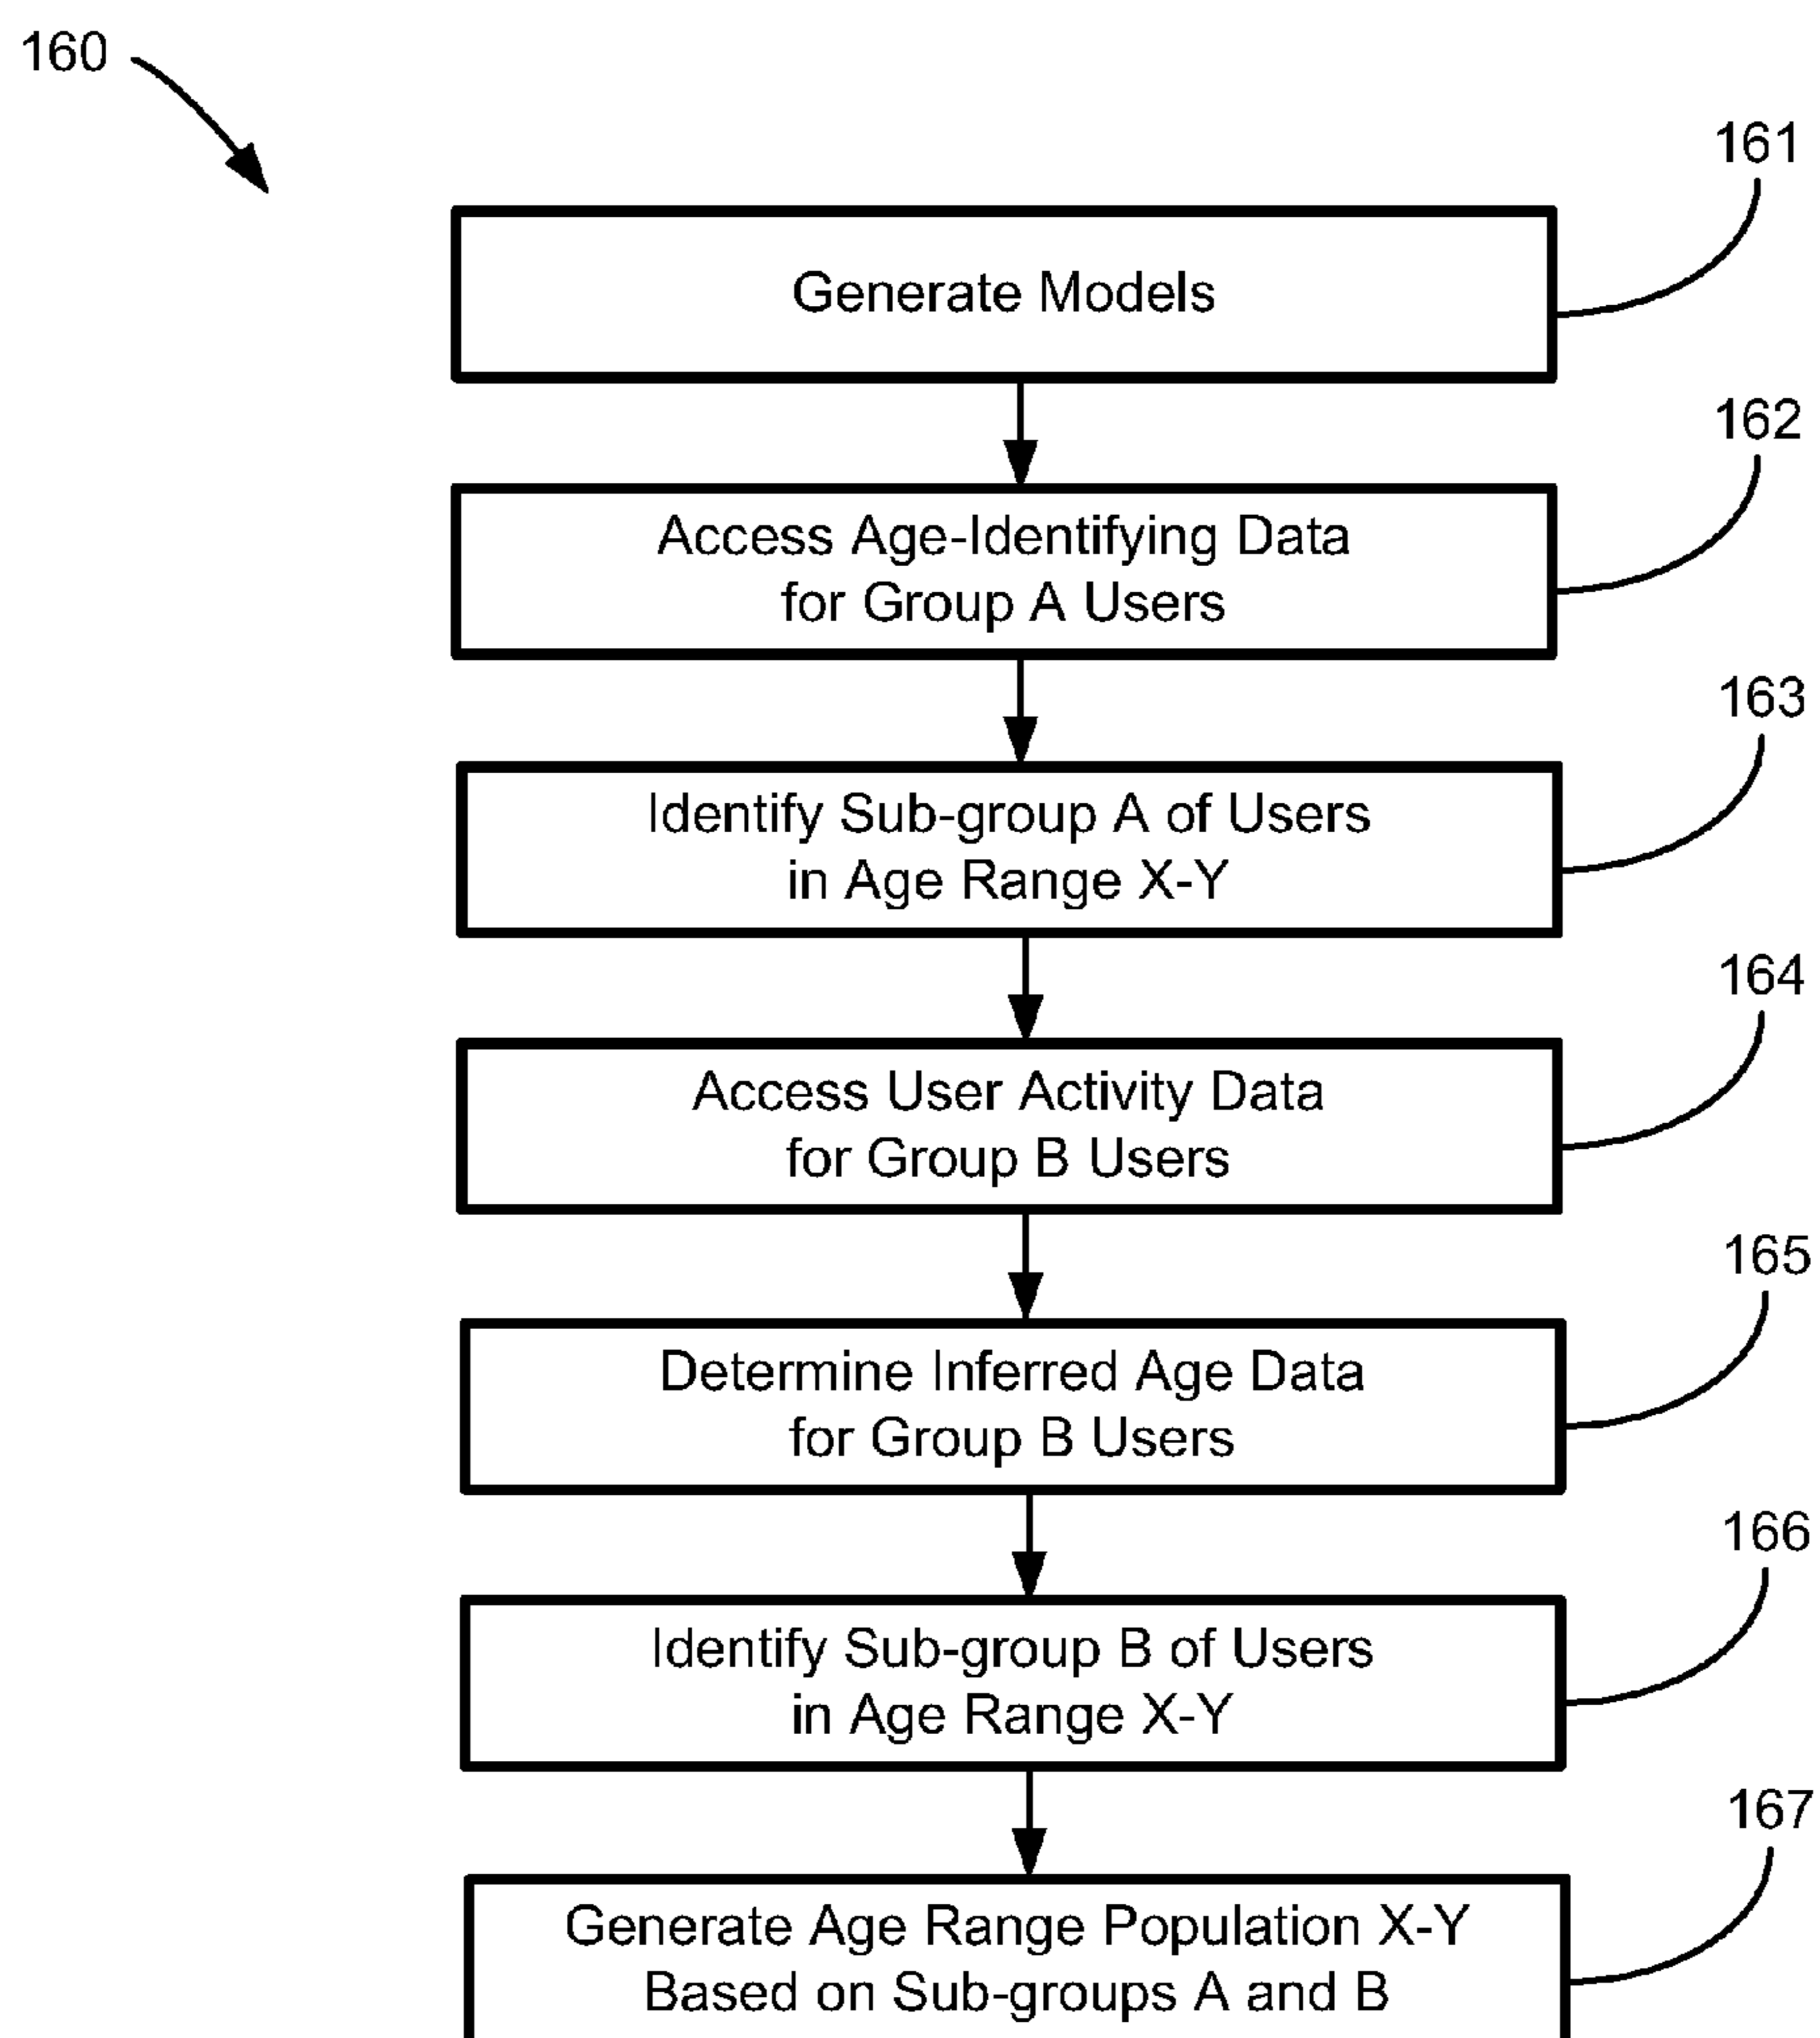 160
161
Generate Models
162
Access Age-Identifying Data
for Group A Users
163
Identify Sub-group A of Users
in Age Range X-Y
164
Access User Activity Data
for Group B Users
165
Determine Inferred Age Data
for Group B Users
166
Identify Sub-group B of Users
in Age Range X-Y
167
Generate Age Range Population X-Y
Based on Sub-groups A and B